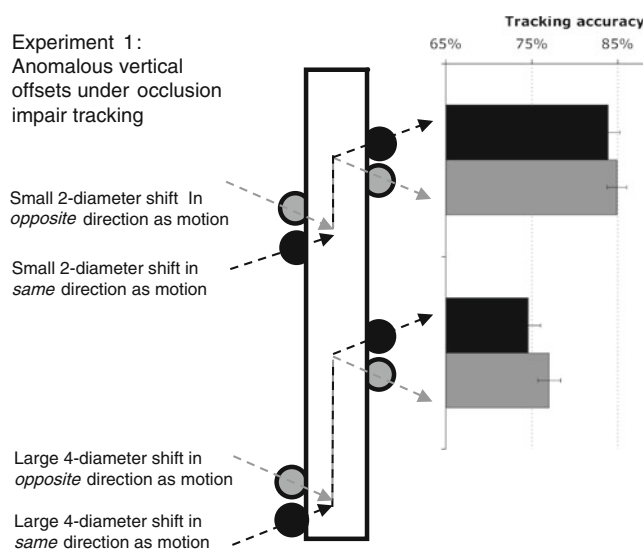 Tracking accuracy
65% 75% 85%
Experiment 1:
Anomalous vertical
offsets under occlusion
impair tracking
Small 2-diameter shift In
opposite direction as motion
Small 2-diameter shift in
same direction as motion
Large 4-diameter shift in
opposite direction as motion
Large 4-diameter shift in
same direction as motion